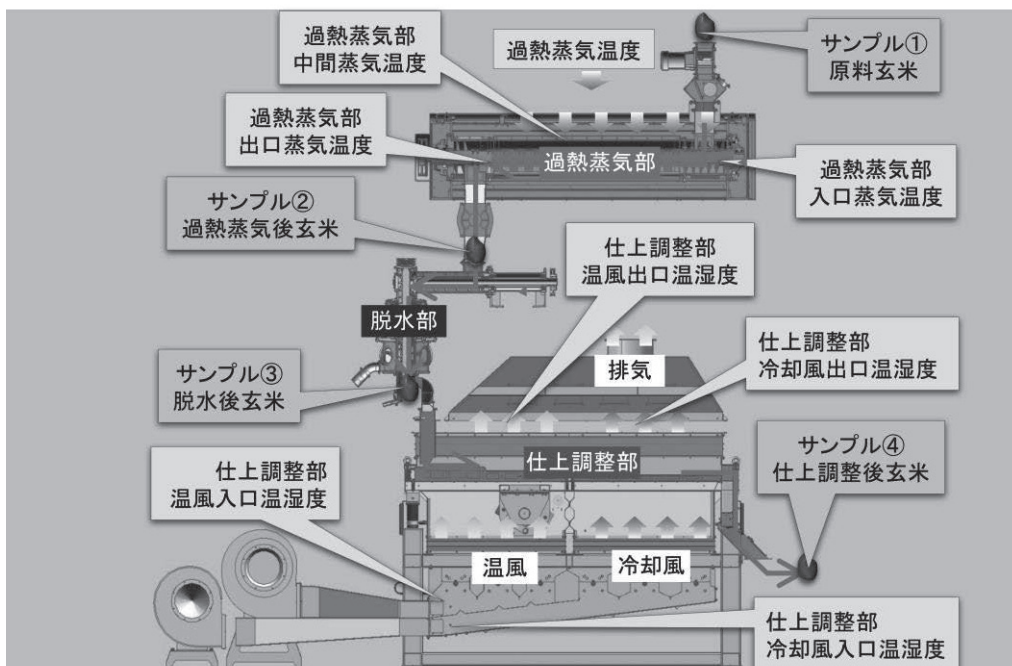 過熱蒸気部
中間蒸気温度
過熱蒸気温度
サンプル①
原料玄米
過熱蒸気部
出口蒸気温度
過熱蒸気部
過熱蒸気部
入口蒸気温度
サンプル②
過熱蒸気後玄米
仕上調整部
温風出口温湿度
脱水部
仕上調整部
冷却風出口温湿度
排気
サンプル③
脱水後玄米
サンプル④
仕上調整後玄米
仕上調整部
仕上調整部
温風入口温湿度
温風
冷却風
仕上調整部
冷却風入口温湿度